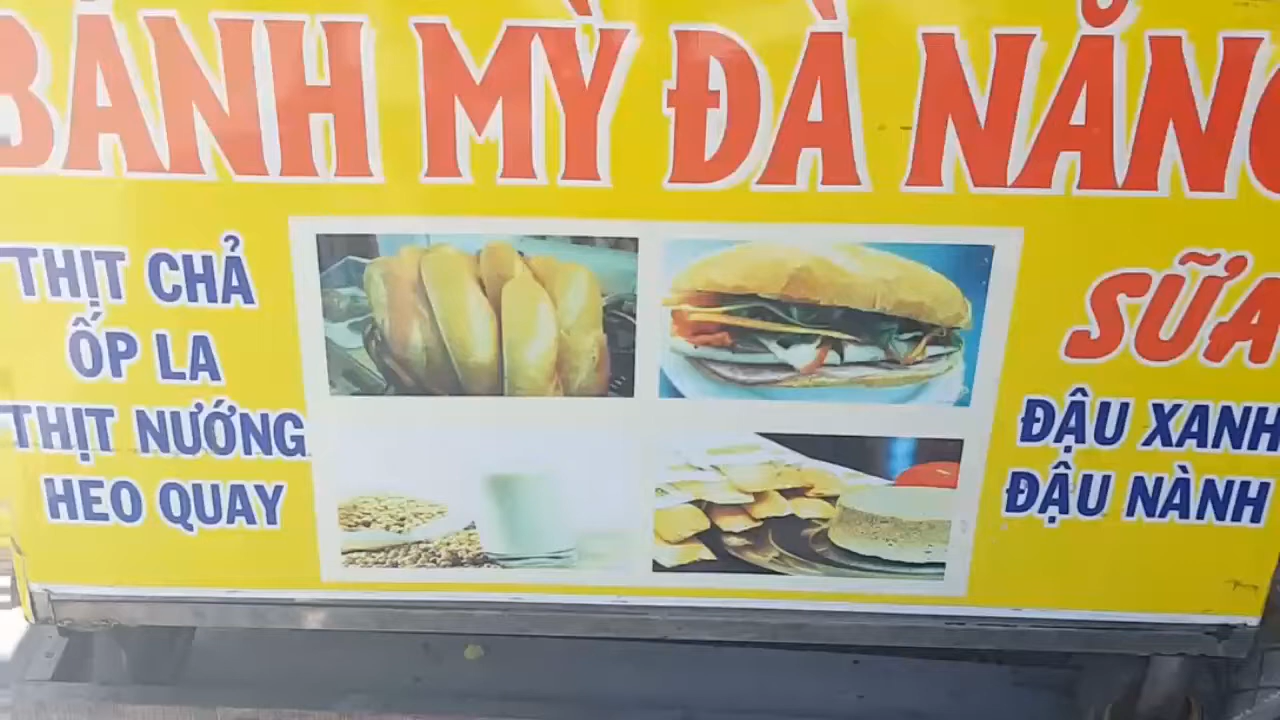 BÁNH MỲ ĐÀ NẴNG
THỊT CHẢ
ỐP LA
THỊT NƯỚNG
HEO QUAY
SỮA
ĐẬU XANH
ĐẬU NÀNH